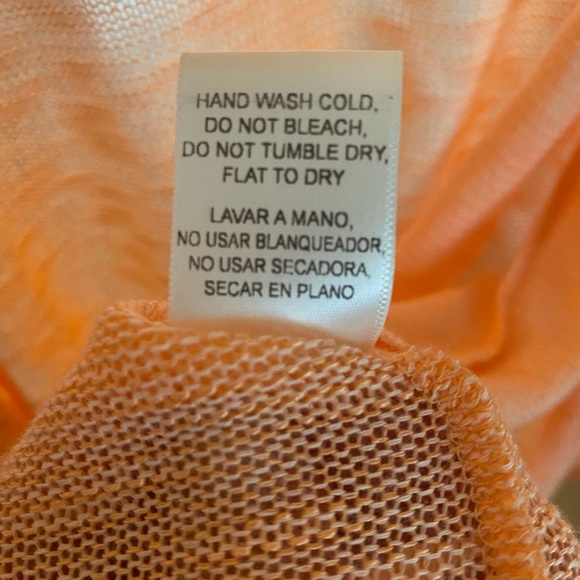 HAND WASH COLD,
DO NOT BLEACH,
DO NOT TUMBLE DRY,
FLAT TO DRY
LAVAR A MANO,
NO USAR BLANQUEADOR,
NO USAR SECADORA,
SECAR EN PLANO